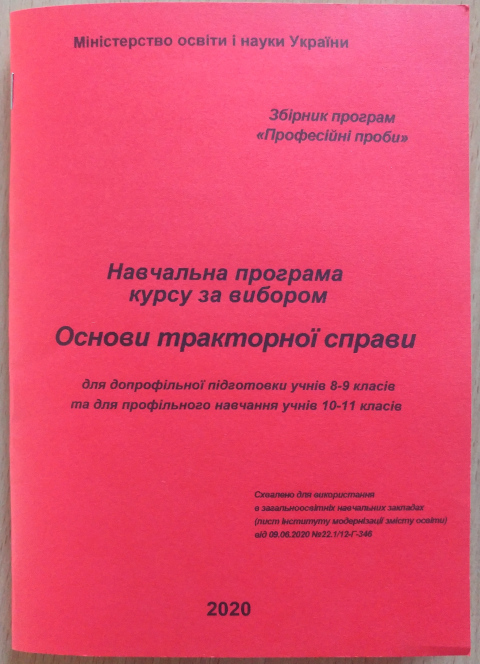 Міністерство освіти і науки України
Збірник програм
«Професійні проби»
Навчальна програма
курсу за вибором
Основи тракторної справи
для допрофільної підготовки учнів 8-9 класів
та для профільного навчання учнів 10-11 класів
Схвалено для використання
в загальноосвітніх навчальних закладах
(лист Інституту модернізації змісту освіти)
від 09.06.2020 №22.1/12-Г-346
2020